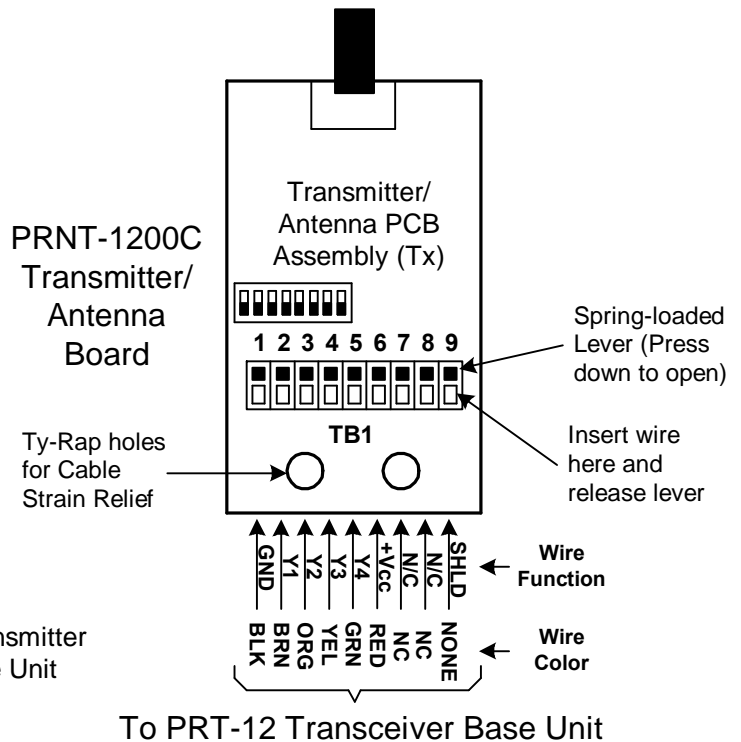 Transmitter/
Antenna PCB
Assembly (Tx)
PRNT-1200C
Transmitter/
Antenna
Board
1 2 3 4 5 6 7 8 9
Spring-loaded
Lever (Press
down to open)
TB1
Ty-Rap holes
for Cable
Strain Relief
Insert wire
here and
release lever
GND Y1 Y2 Y3 Y4 +Vcc N/C N/C SHLD
Wire
Function
BLK BRN ORG YEL GRN RED NC NC NONE
Wire
Color
nsmitter
Unit
To PRT-12 Transceiver Base Unit